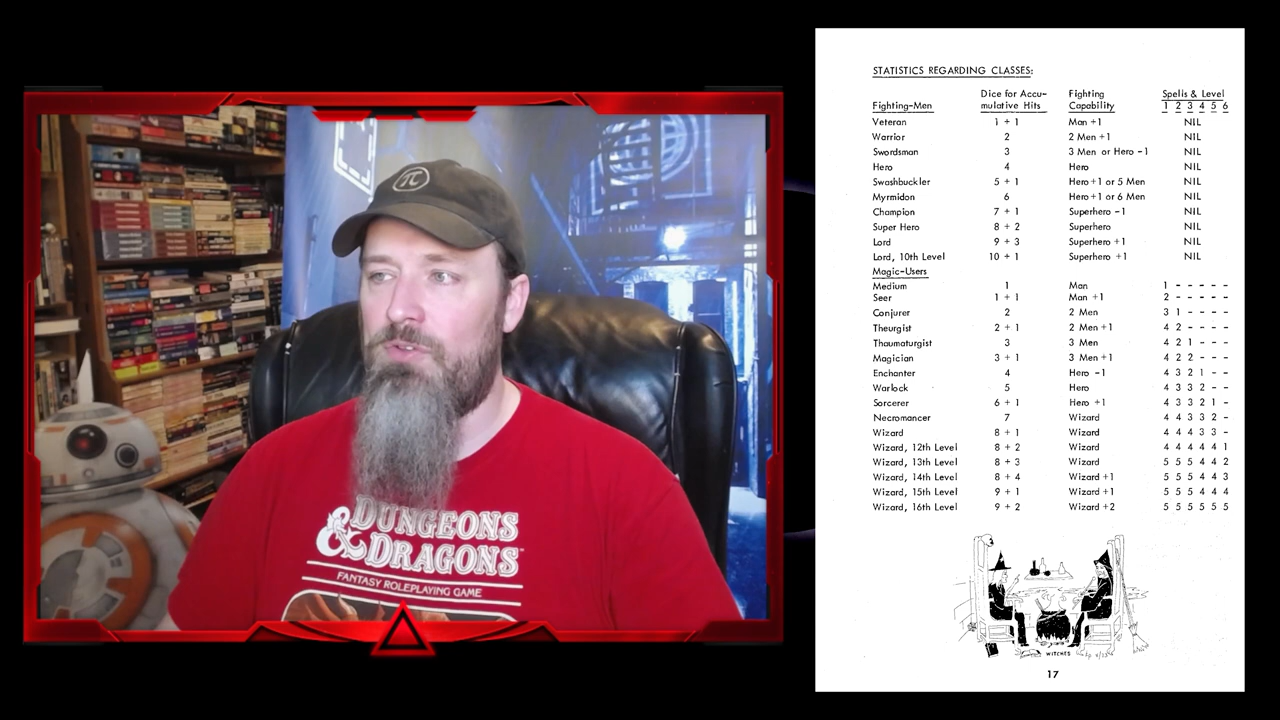 π
DUNGEONS
& DRAGONS
FANTASY ROLEPLAYING GAME
STATISTICS REGARDING CLASSES:
Dice for Accu- Fighting Spells & Level
Fighting-Men mulative Hits Capability 1 2 3 4 5 6
Veteran 1 + 1 Man +1 NIL
Warrior 2 2 Men +1 NIL
Swordsman 3 3 Men or Hero -1 NIL
Hero 4 Hero NIL
Swashbuckler 5 + 1 Hero+1 or 5 Men NIL
Myrmidon 6 Hero+1 or 6 Men NIL
Champion 7 + 1 Superhero -1 NIL
Super Hero 8 + 2 Superhero NIL
Lord 9 + 3 Superhero +1 NIL
Lord, 10th Level 10 + 1 Superhero +1 NIL
Magic-Users
Medium 1 Man 1 - - - - -
Seer 1 + 1 Man +1 2 - - - - -
Conjurer 2 2 Men 3 1 - - - -
Theurgist 2 + 1 2 Men +1 4 2 - - - -
Thaumaturgist 3 3 Men 4 2 1 - - -
Magician 3 + 1 3 Men +1 4 2 2 - - -
Enchanter 4 Hero -1 4 3 2 1 - -
Warlock 5 Hero 4 3 3 2 - -
Sorcerer 6 + 1 Hero +1 4 3 3 2 1 -
Necromancer 7 Wizard 4 4 3 3 2 -
Wizard 8 + 1 Wizard 4 4 4 3 3 -
Wizard, 12th Level 8 + 2 Wizard 4 4 4 4 4 1
Wizard, 13th Level 8 + 3 Wizard 5 5 5 4 4 2
Wizard, 14th Level 8 + 4 Wizard +1 5 5 5 4 4 3
Wizard, 15th Level 9 + 1 Wizard +1 5 5 5 4 4 4
Wizard, 16th Level 9 + 2 Wizard +2 5 5 5 5 5 5
WITCHES
17